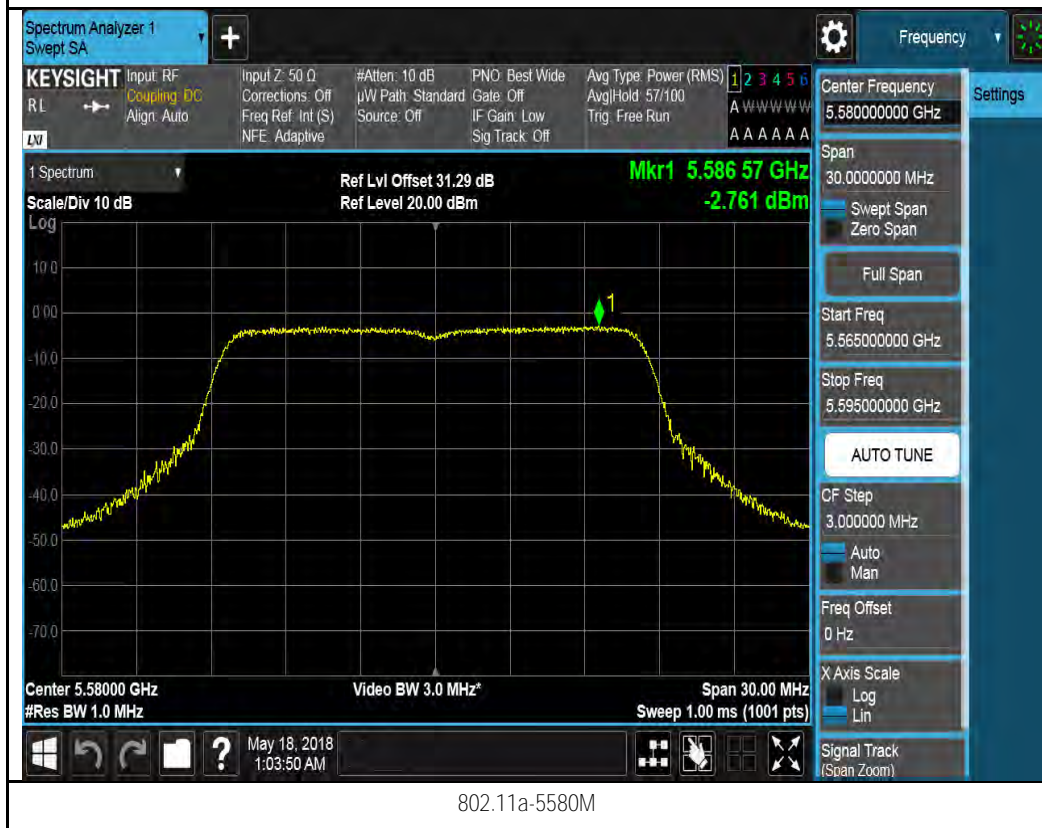 Spectrum Analyzer 1
Swept SA
+
Frequency
KEYSIGHT
RL
LXI
Input: RF
Coupling: DC
Align: Auto
Input Z: 50 Ω
Corrections: Off
Freq Ref: Int (S)
NFE: Adaptive
#Atten: 10 dB
µW Path: Standard
Source: Off
PNO: Best Wide
Gate: Off
IF Gain: Low
Sig Track: Off
Avg Type: Power (RMS)
Avg|Hold: 57/100
Trig: Free Run
1 2 3 4 5 6
A W W W W W
A A A A A A
Center Frequency
5.580000000 GHz
Settings
Span
30.0000000 MHz
Swept Span
Zero Span
Full Span
Start Freq
5.565000000 GHz
Stop Freq
5.595000000 GHz
AUTO TUNE
CF Step
3.000000 MHz
Auto
Man
Freq Offset
0 Hz
X Axis Scale
Log
Lin
Signal Track
(Span Zoom)
1 Spectrum
Scale/Div 10 dB
Ref Lvl Offset 31.29 dB
Ref Level 20.00 dBm
Mkr1 5.586 57 GHz
-2.761 dBm
Log
10.0
0.00
-10.0
-20.0
-30.0
-40.0
-50.0
-60.0
-70.0
1
Center 5.58000 GHz
#Res BW 1.0 MHz
Video BW 3.0 MHz*
Span 30.00 MHz
Sweep 1.00 ms (1001 pts)
?
May 18, 2018
1:03:50 AM
802.11a-5580M